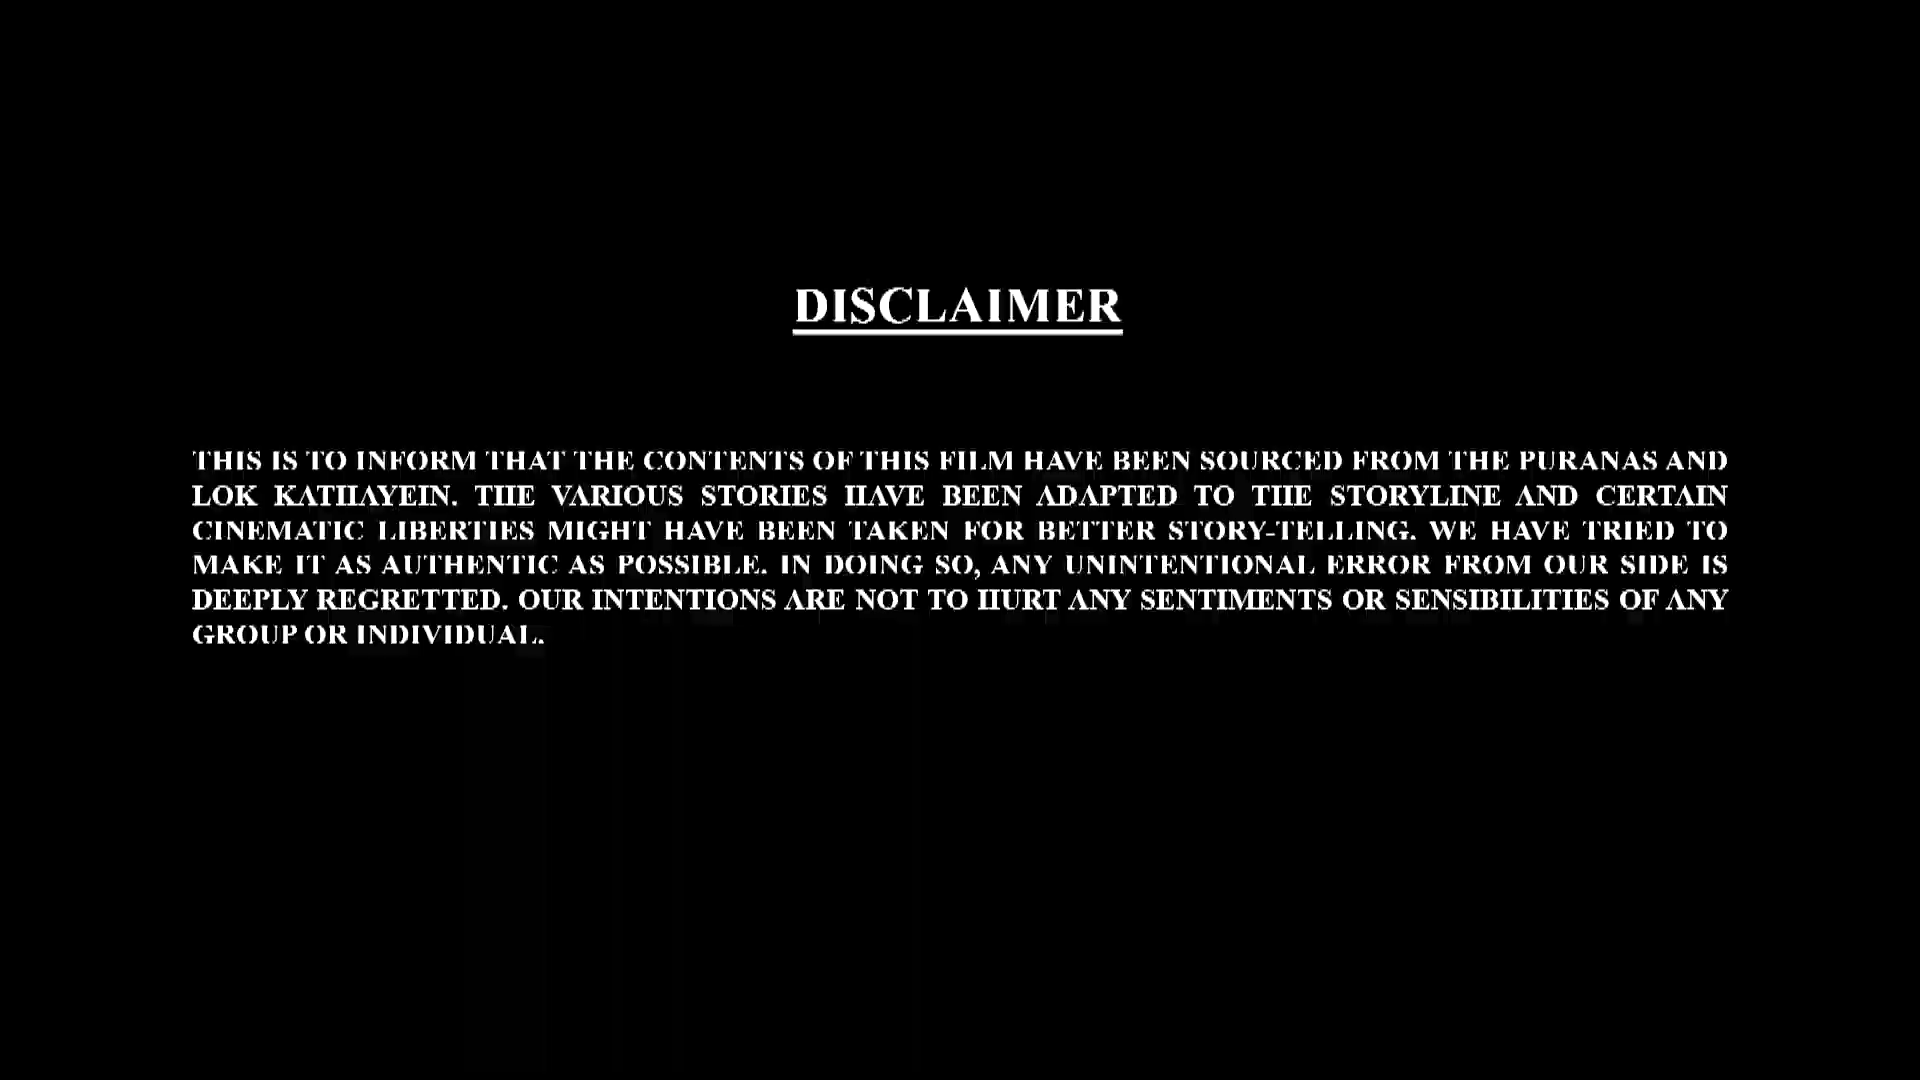 DISCLAIMER
THIS IS TO INFORM THAT THE CONTENTS OF THIS FILM HAVE BEEN SOURCED FROM THE PURANAS AND
LOK KATHAYEIN. THE VARIOUS STORIES HAVE BEEN ADAPTED TO THE STORYLINE AND CERTAIN
CINEMATIC LIBERTIES MIGHT HAVE BEEN TAKEN FOR BETTER STORY-TELLING. WE HAVE TRIED TO
MAKE IT AS AUTHENTIC AS POSSIBLE. IN DOING SO, ANY UNINTENTIONAL ERROR FROM OUR SIDE IS
DEEPLY REGRETTED. OUR INTENTIONS ARE NOT TO HURT ANY SENTIMENTS OR SENSIBILITIES OF ANY
GROUP OR INDIVIDUAL.